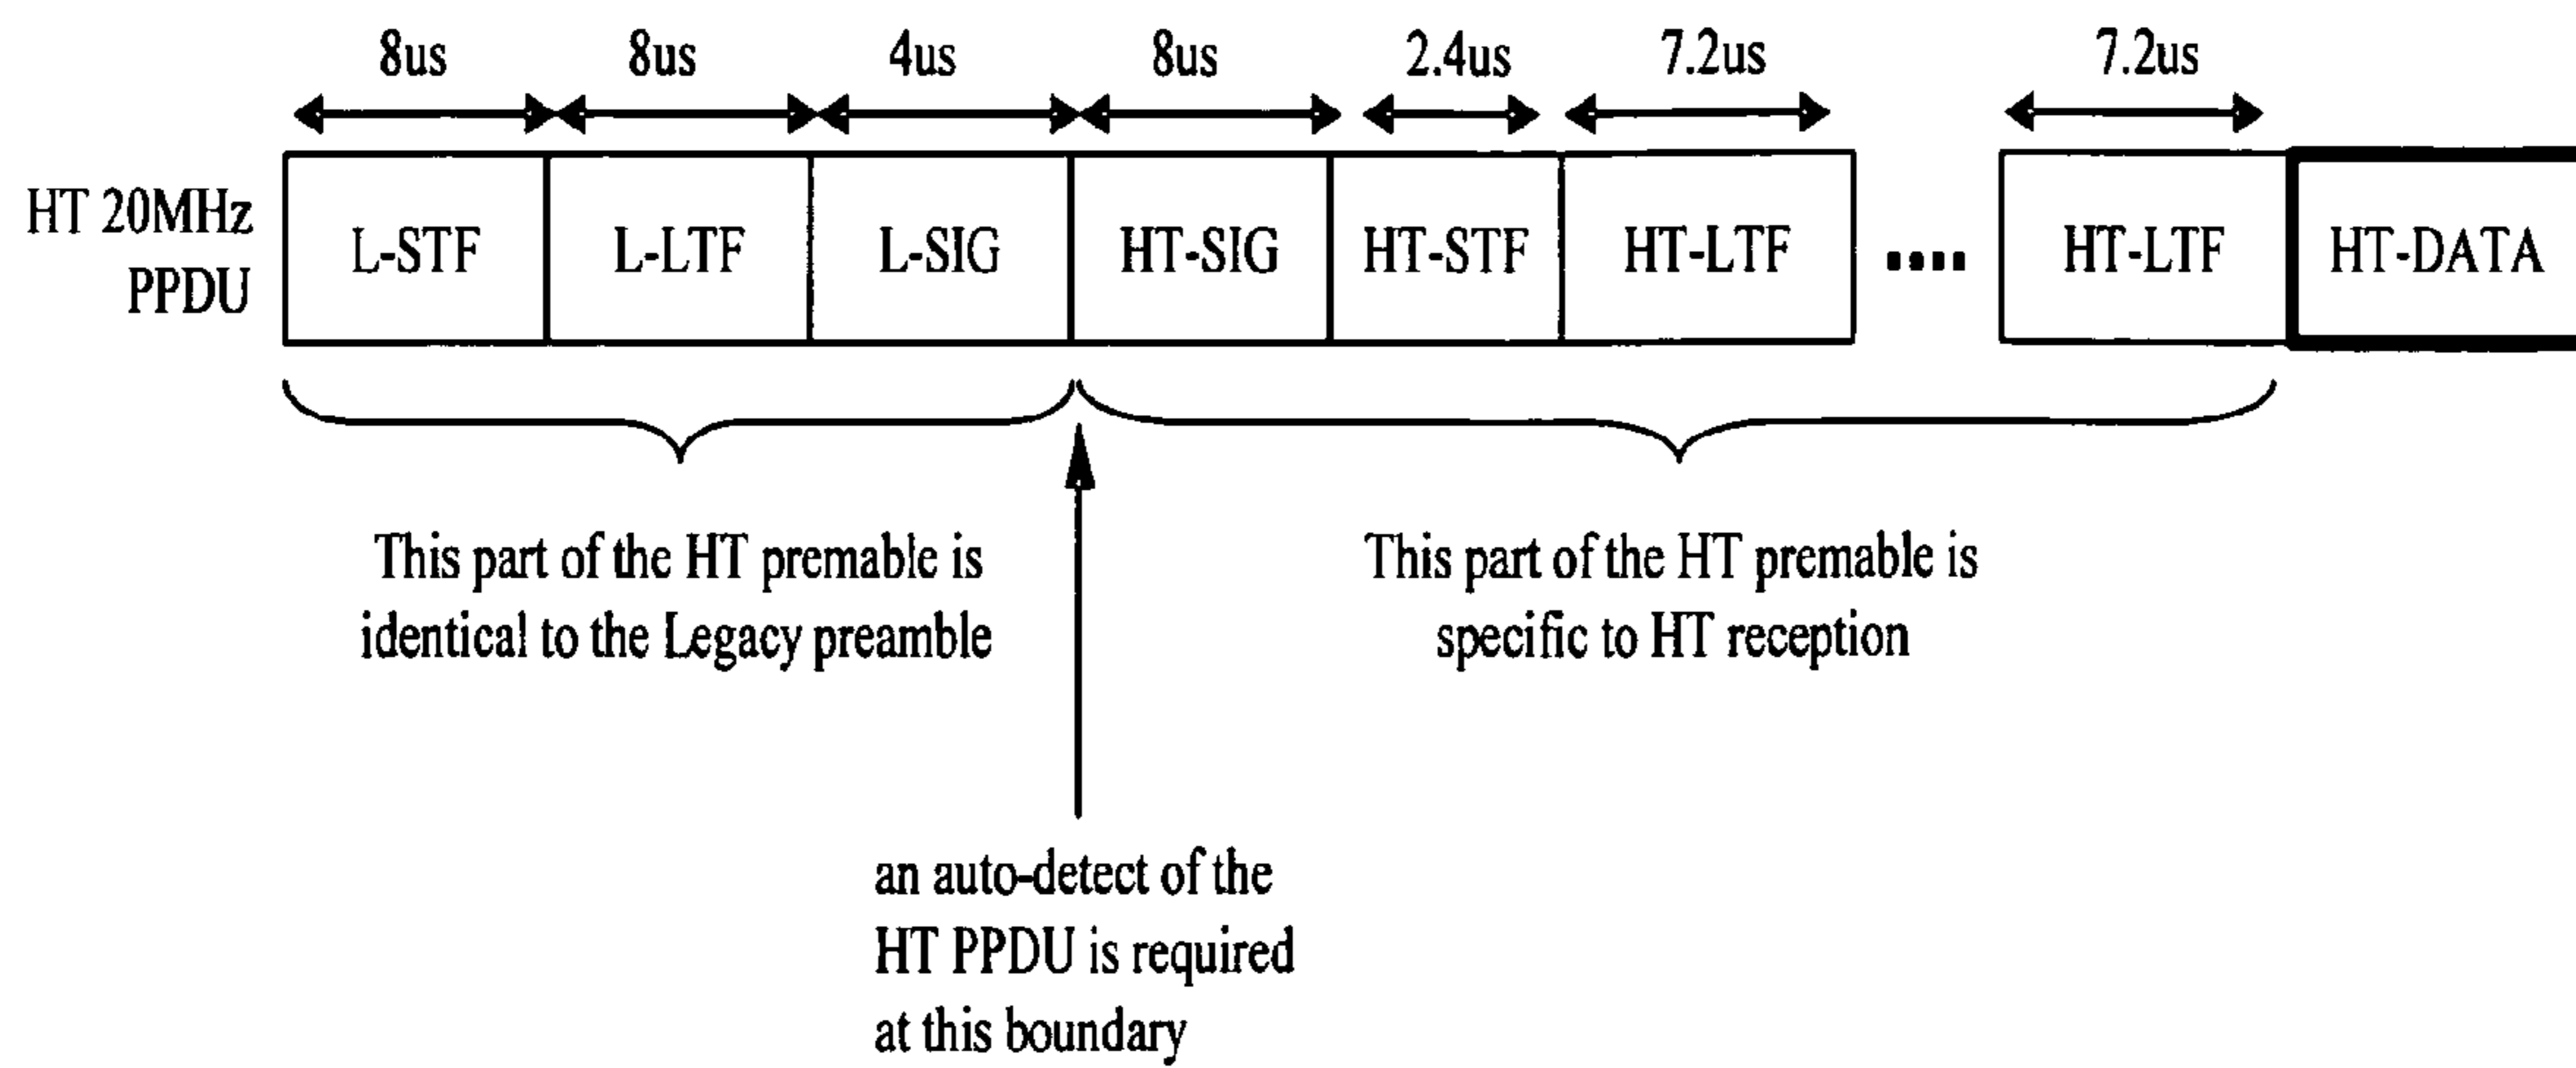 8us 8us 4us 8us 2.4us 7.2us 7.2us
HT 20MHz
PPDU
L-STF L-LTF L-SIG HT-SIG HT-STF HT-LTF .... HT-LTF HT-DATA
This part of the HT premable is
identical to the Legacy preamble
This part of the HT premable is
specific to HT reception
an auto-detect of the
HT PPDU is required
at this boundary